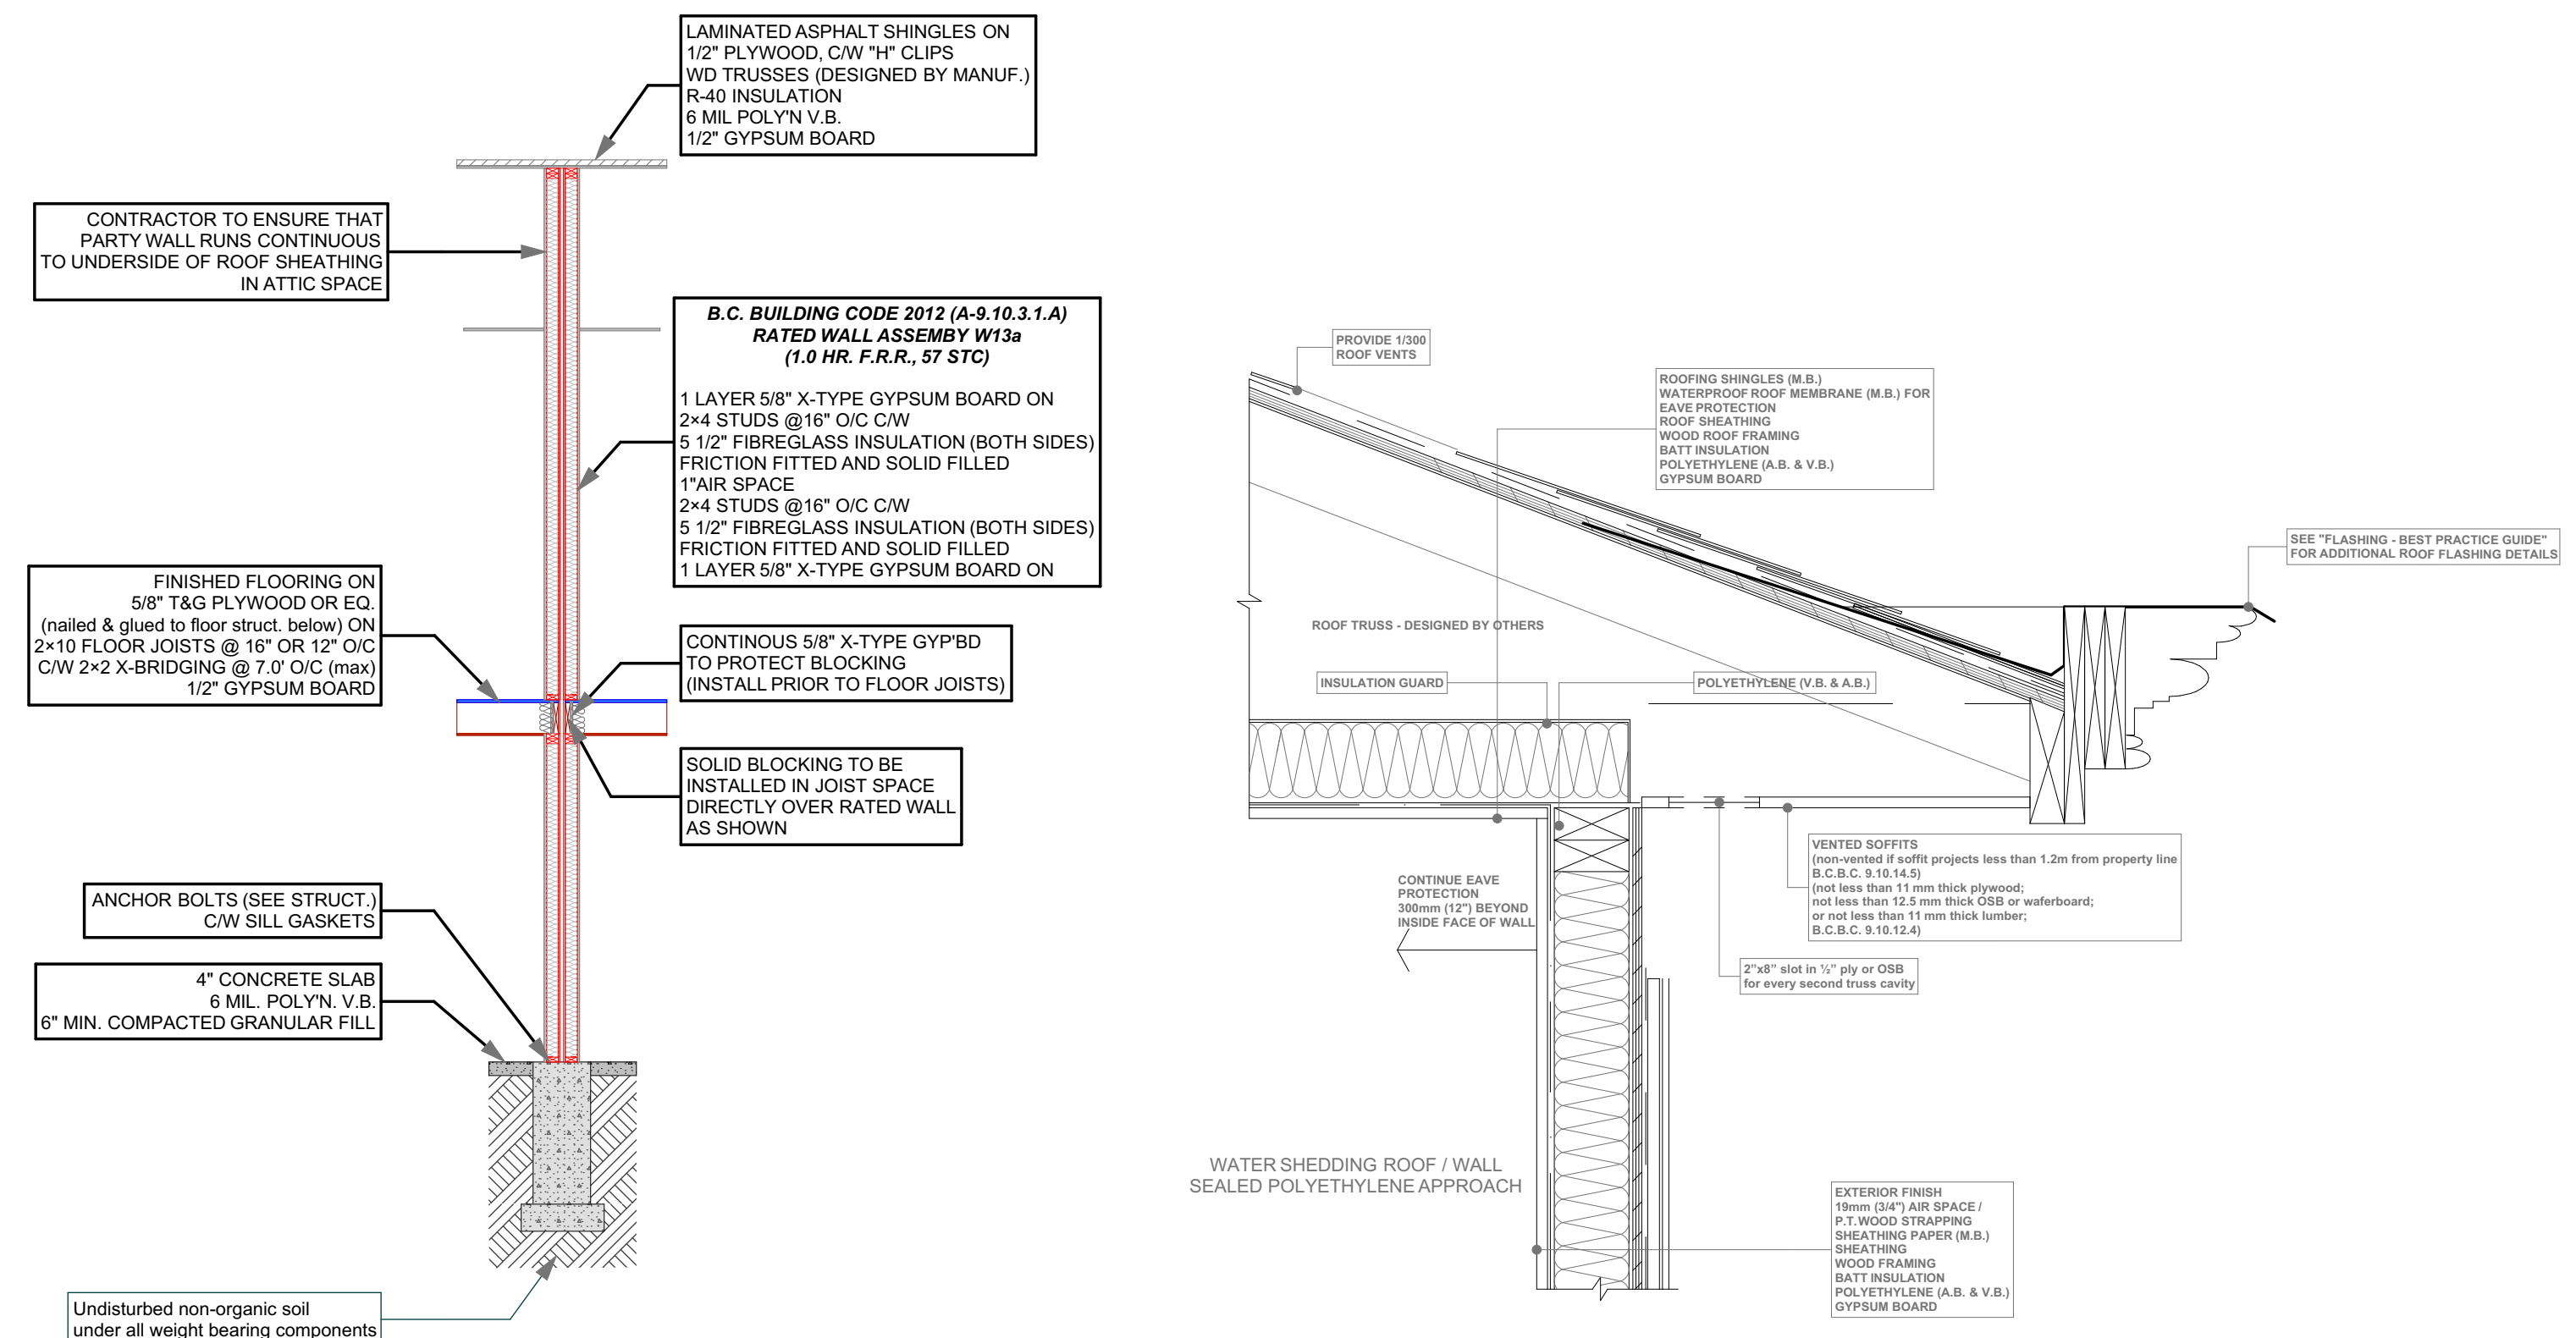 LAMINATED ASPHALT SHINGLES ON
1/2" PLYWOOD, C/W "H" CLIPS
WD TRUSSES (DESIGNED BY MANUF.)
R-40 INSULATION
6 MIL POLY'N V.B.
1/2" GYPSUM BOARD
CONTRACTOR TO ENSURE THAT
PARTY WALL RUNS CONTINUOUS
TO UNDERSIDE OF ROOF SHEATHING
IN ATTIC SPACE
B.C. BUILDING CODE 2012 (A-9.10.3.1.A)
RATED WALL ASSEMBY W13a
(1.0 HR. F.R.R., 57 STC)
1 LAYER 5/8" X-TYPE GYPSUM BOARD ON
2×4 STUDS @16" O/C C/W
5 1/2" FIBREGLASS INSULATION (BOTH SIDES)
FRICTION FITTED AND SOLID FILLED
1"AIR SPACE
2×4 STUDS @16" O/C C/W
5 1/2" FIBREGLASS INSULATION (BOTH SIDES)
FRICTION FITTED AND SOLID FILLED
1 LAYER 5/8" X-TYPE GYPSUM BOARD ON
FINISHED FLOORING ON
5/8" T&G PLYWOOD OR EQ.
(nailed & glued to floor struct. below) ON
2×10 FLOOR JOISTS @ 16" OR 12" O/C
C/W 2×2 X-BRIDGING @ 7.0' O/C (max)
1/2" GYPSUM BOARD
CONTINOUS 5/8" X-TYPE GYP'BD
TO PROTECT BLOCKING
(INSTALL PRIOR TO FLOOR JOISTS)
SOLID BLOCKING TO BE
INSTALLED IN JOIST SPACE
DIRECTLY OVER RATED WALL
AS SHOWN
ANCHOR BOLTS (SEE STRUCT.)
C/W SILL GASKETS
4" CONCRETE SLAB
6 MIL. POLY'N. V.B.
6" MIN. COMPACTED GRANULAR FILL
Undisturbed non-organic soil
under all weight bearing components
PROVIDE 1/300
ROOF VENTS
ROOFING SHINGLES (M.B.)
WATERPROOF ROOF MEMBRANE (M.B.) FOR
EAVE PROTECTION
ROOF SHEATHING
WOOD ROOF FRAMING
BATT INSULATION
POLYETHYLENE (A.B. & V.B.)
GYPSUM BOARD
SEE "FLASHING - BEST PRACTICE GUIDE"
FOR ADDITIONAL ROOF FLASHING DETAILS
ROOF TRUSS - DESIGNED BY OTHERS
INSULATION GUARD
POLYETHYLENE (V.B. & A.B.)
VENTED SOFFITS
(non-vented if soffit projects less than 1.2m from property line
B.C.B.C. 9.10.14.5)
(not less than 11 mm thick plywood;
not less than 12.5 mm thick OSB or waferboard;
or not less than 11 mm thick lumber;
B.C.B.C. 9.10.12.4)
CONTINUE EAVE
PROTECTION
300mm (12") BEYOND
INSIDE FACE OF WALL
2”x8” slot in ½” ply or OSB
for every second truss cavity
WATER SHEDDING ROOF / WALL
SEALED POLYETHYLENE APPROACH
EXTERIOR FINISH
19mm (3/4") AIR SPACE /
P.T. WOOD STRAPPING
SHEATHING PAPER (M.B.)
SHEATHING
WOOD FRAMING
BATT INSULATION
POLYETHYLENE (A.B. & V.B.)
GYPSUM BOARD